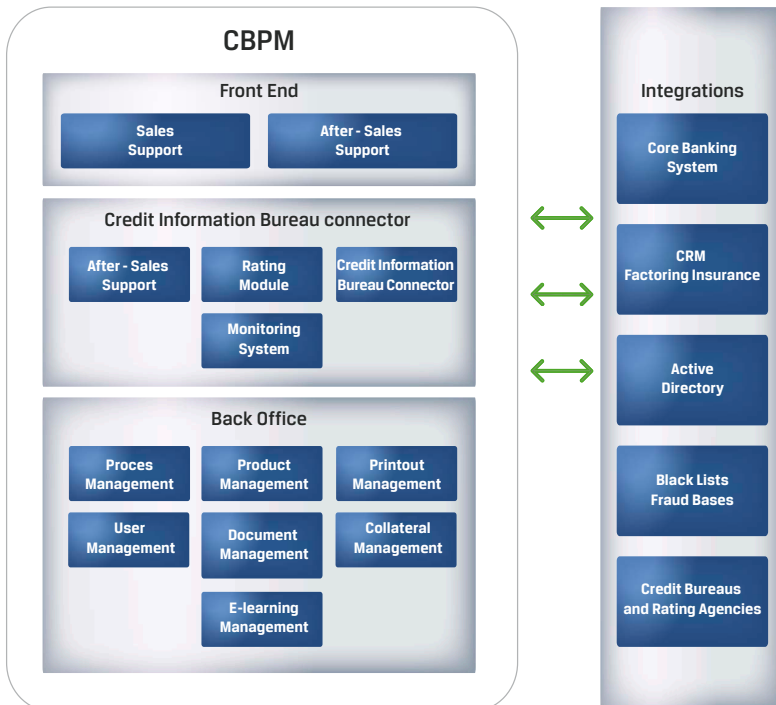 CBPM
Front End
Sales
Support
After - Sales
Support
Credit Information Bureau connector
After - Sales
Support
Rating
Module
Credit Information
Bureau Connector
Monitoring
System
Back Office
Proces
Management
Product
Management
Printout
Management
User
Management
Document
Management
Collateral
Management
E-learning
Management
Integrations
Core Banking
System
CRM
Factoring Insurance
Active
Directory
Black Lists
Fraud Bases
Credit Bureaus
and Rating Agencies